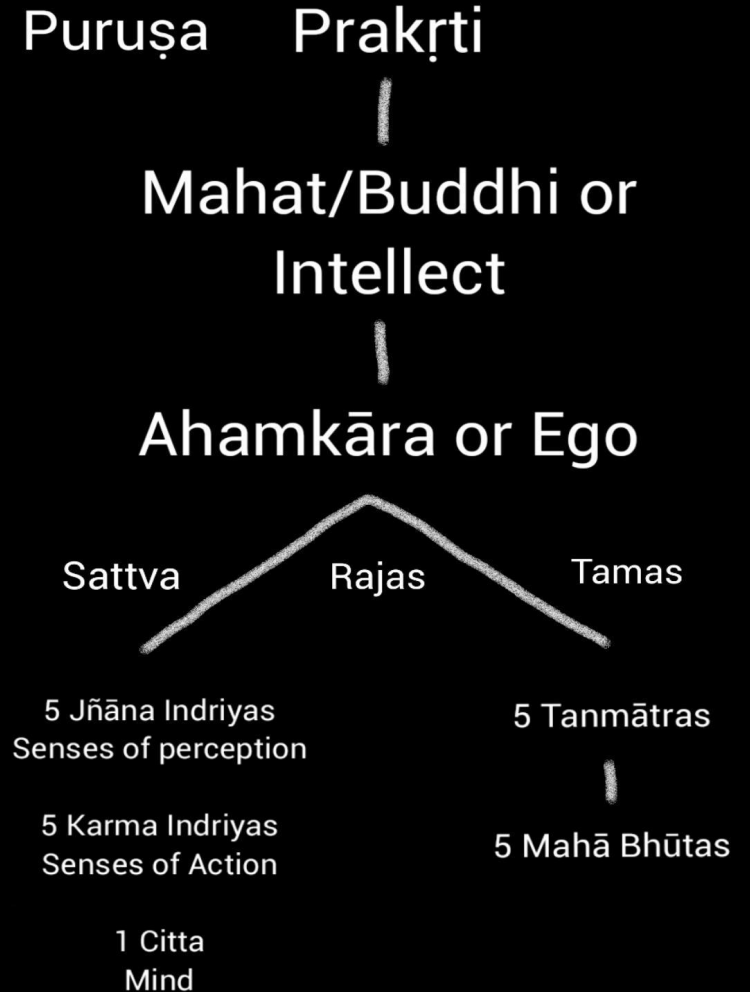 Puruṣa Prakṛti
Mahat/Buddhi or
Intellect
Ahamkāra or Ego
Sattva Rajas Tamas
5 Jñāna Indriyas
Senses of perception
5 Tanmātras
5 Karma Indriyas
Senses of Action
5 Mahā Bhūtas
1 Citta
Mind